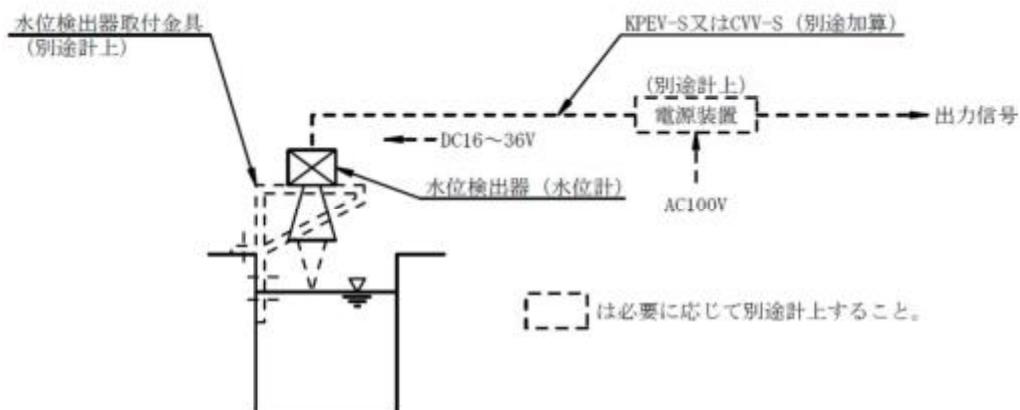 水位検出器取付金具
(別途計上)
KPEV-S又はCVV-S (別途加算)
(別途計上)
電源装置
出力信号
DC16~36V
水位検出器 (水位計)
AC100V
は必要に応じて別途計上すること。